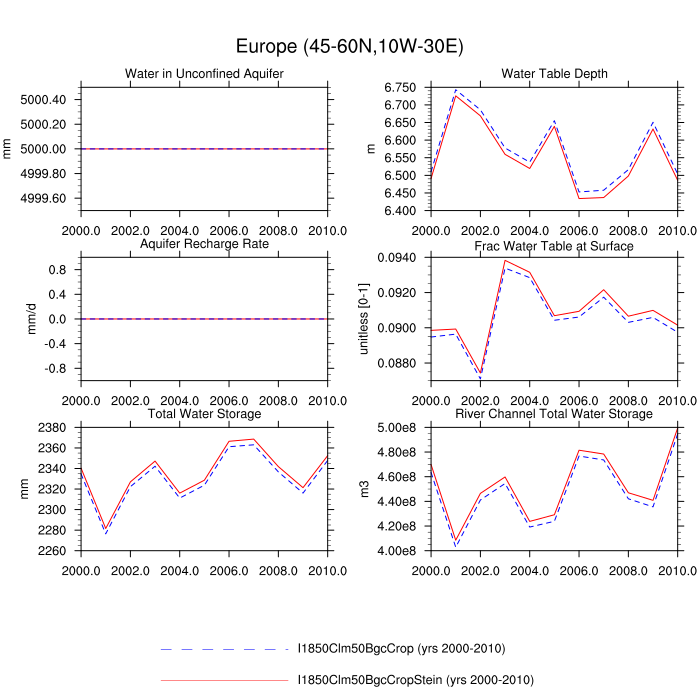 Europe (45-60N,10W-30E)
Water in Unconfined Aquifer
5000.40
5000.20
5000.00
4999.80
4999.60
mm
2000.0 2002.0 2004.0 2006.0 2008.0 2010.0
Water Table Depth
6.750
6.700
6.650
6.600
6.550
6.500
6.450
6.400
m
2000.0 2002.0 2004.0 2006.0 2008.0 2010.0
Aquifer Recharge Rate
0.8
0.4
0.0
-0.4
-0.8
mm/d
2000.0 2002.0 2004.0 2006.0 2008.0 2010.0
Frac Water Table at Surface
0.0940
0.0920
0.0900
0.0880
unitless [0-1]
2000.0 2002.0 2004.0 2006.0 2008.0 2010.0
Total Water Storage
2380
2360
2340
2320
2300
2280
2260
mm
2000.0 2002.0 2004.0 2006.0 2008.0 2010.0
River Channel Total Water Storage
5.00e8
4.80e8
4.60e8
4.40e8
4.20e8
4.00e8
m3
2000.0 2002.0 2004.0 2006.0 2008.0 2010.0
I1850Clm50BgcCrop (yrs 2000-2010)
I1850Clm50BgcCropStein (yrs 2000-2010)